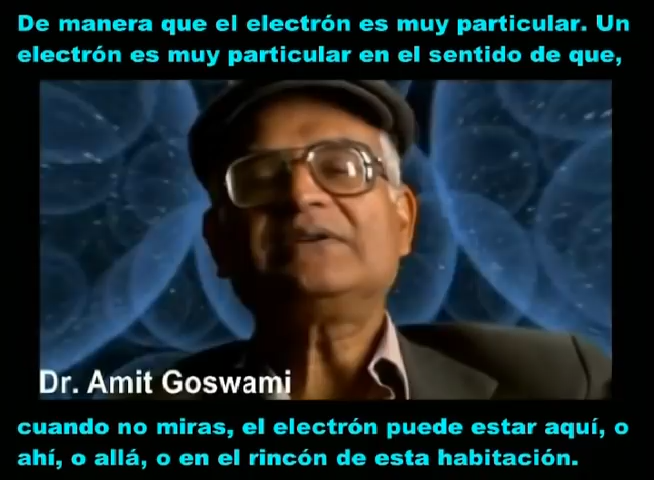 De manera que el electrón es muy particular. Un
electrón es muy particular en el sentido de que,
Dr. Amit Goswami
cuando no miras, el electrón puede estar aquí, o
ahí, o allá, o en el rincón de esta habitación.